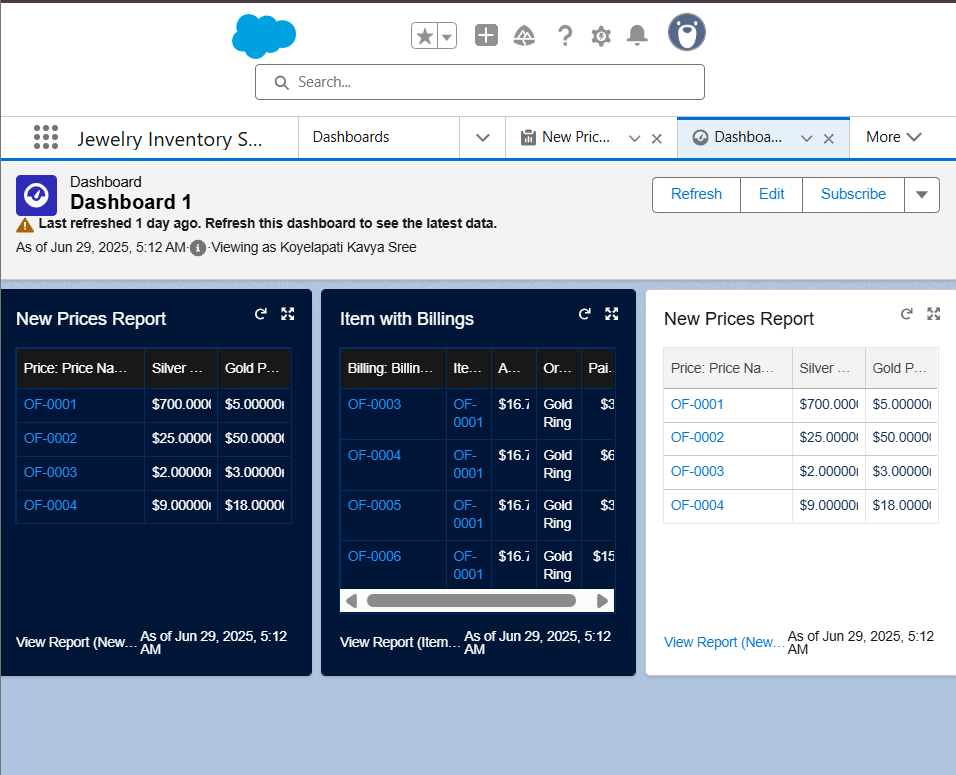 Search...
Jewelry Inventory S...
Dashboards
New Pric...
Dashboa...
More
Dashboard
Dashboard 1
Last refreshed 1 day ago. Refresh this dashboard to see the latest data.
As of Jun 29, 2025, 5:12 AM·Viewing as Koyelapati Kavya Sree
Refresh
Edit
Subscribe
New Prices Report
Price: Price Na... Silver ... Gold P...
OF-0001 $700.000 $5.00000
OF-0002 $25.0000 $50.0000
OF-0003 $2.00000 $3.00000
OF-0004 $9.00000 $18.0000
View Report (New... As of Jun 29, 2025, 5:12
AM
Item with Billings
Billing: Billin... Ite... A... Or... Pai...
OF-0003 OF- $16.7 Gold $3
0001 Ring
OF-0004 OF- $16.7 Gold $6
0001 Ring
OF-0005 OF- $16.7 Gold $3
0001 Ring
OF-0006 OF- $16.7 Gold $15
0001 Ring
View Report (Item... As of Jun 29, 2025, 5:12
AM
New Prices Report
Price: Price Na... Silver ... Gold P...
OF-0001 $700.000 $5.00000
OF-0002 $25.0000 $50.0000
OF-0003 $2.00000 $3.00000
OF-0004 $9.00000 $18.0000
View Report (New... As of Jun 29, 2025, 5:12
AM